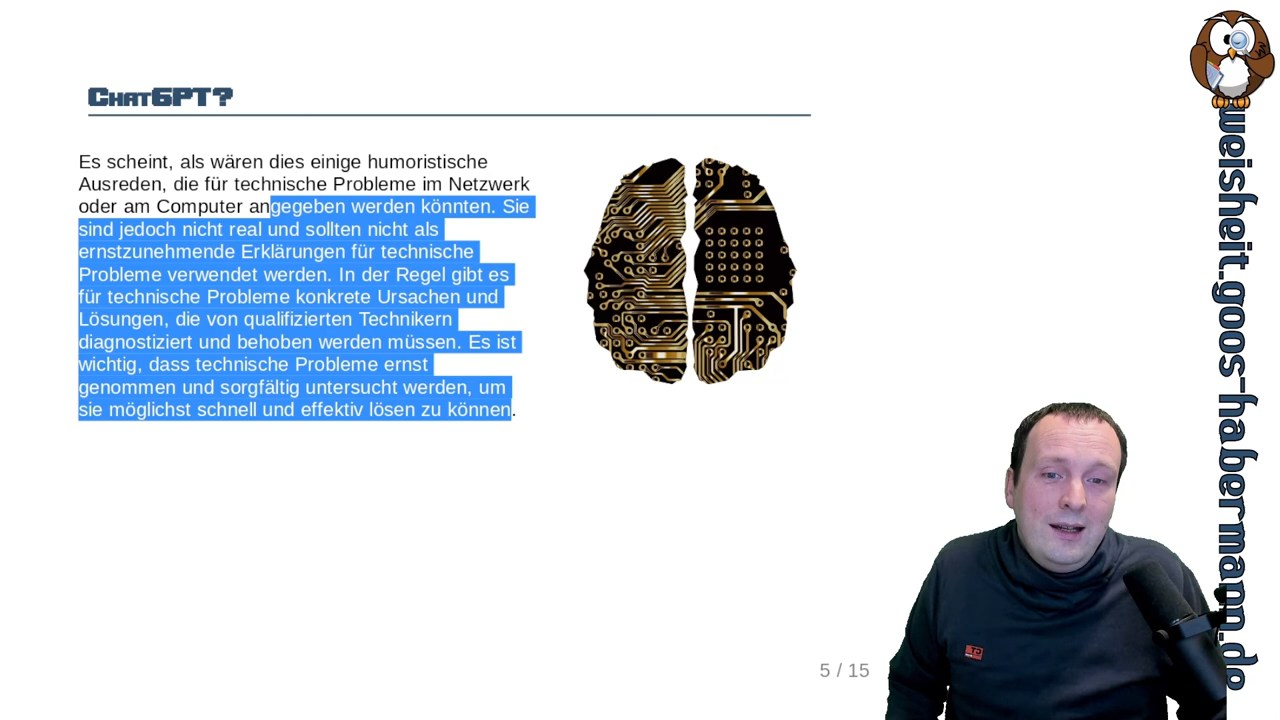 ChatGPT?
Es scheint, als wären dies einige humoristische
Ausreden, die für technische Probleme im Netzwerk
oder am Computer angegeben werden könnten. Sie
sind jedoch nicht real und sollten nicht als
ernstzunehmende Erklärungen für technische
Probleme verwendet werden. In der Regel gibt es
für technische Probleme konkrete Ursachen und
Lösungen, die von qualifizierten Technikern
diagnostiziert und behoben werden müssen. Es ist
wichtig, dass technische Probleme ernst
genommen und sorgfältig untersucht werden, um
sie möglichst schnell und effektiv lösen zu können.
5 / 15
weisheit.goos-habermann.de